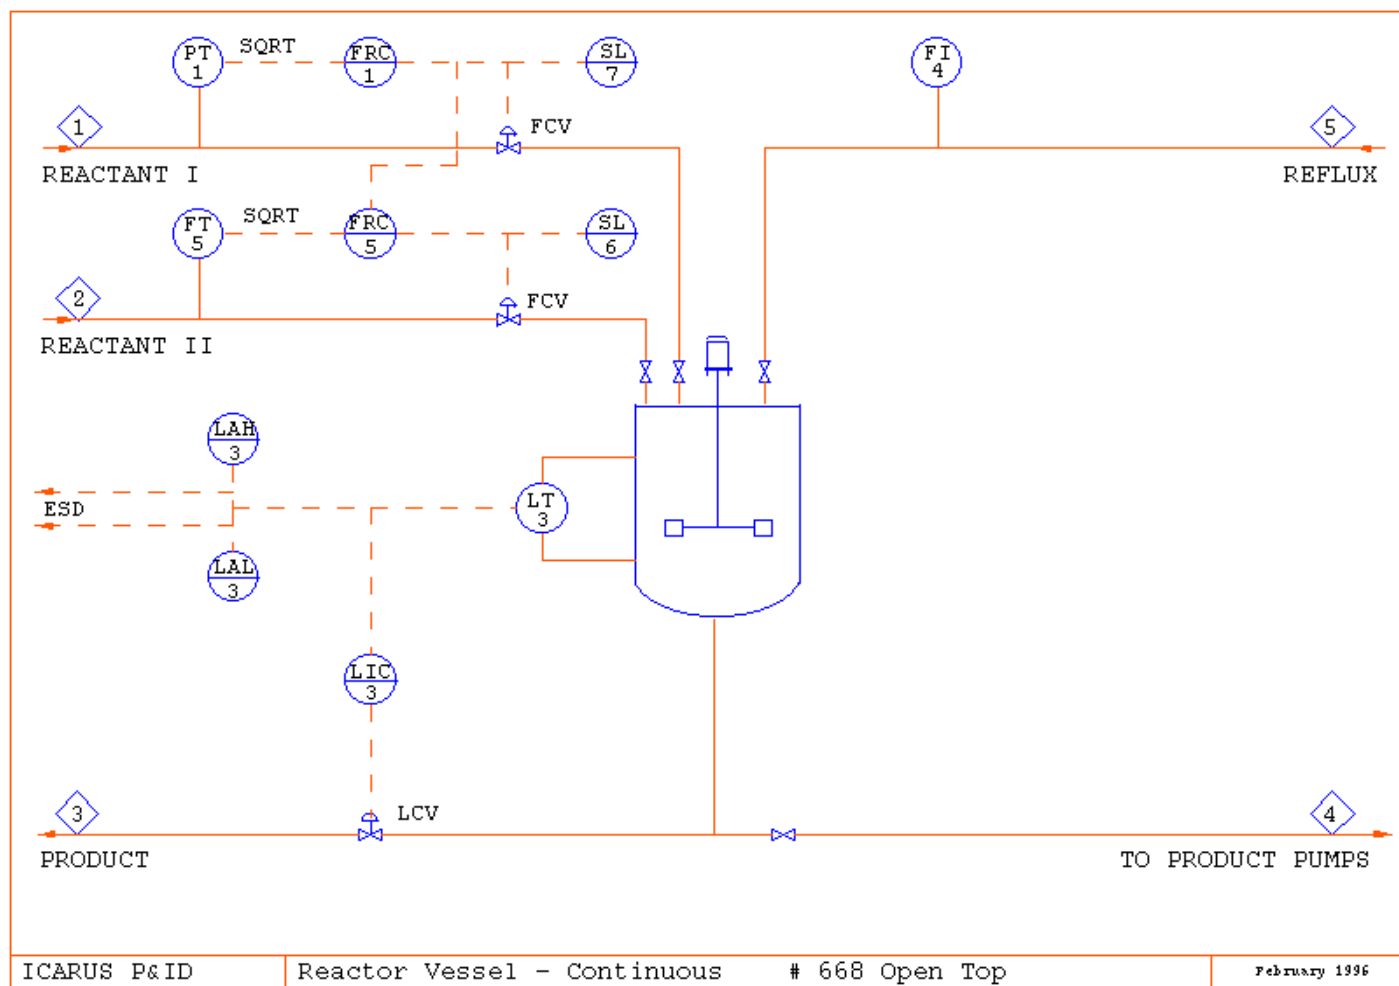 PT 1
SQRT
FRC 1
SL 7
FI 4
1
FCV
5
REACTANT I
REFLUX
FT 5
SQRT
FRC 5
SL 6
2
FCV
REACTANT II
LAH 3
ESD
LT 3
LAL 3
LIC 3
3
LCV
4
PRODUCT
TO PRODUCT PUMPS
ICARUS P&ID
Reactor Vessel - Continuous # 668 Open Top
February 1996